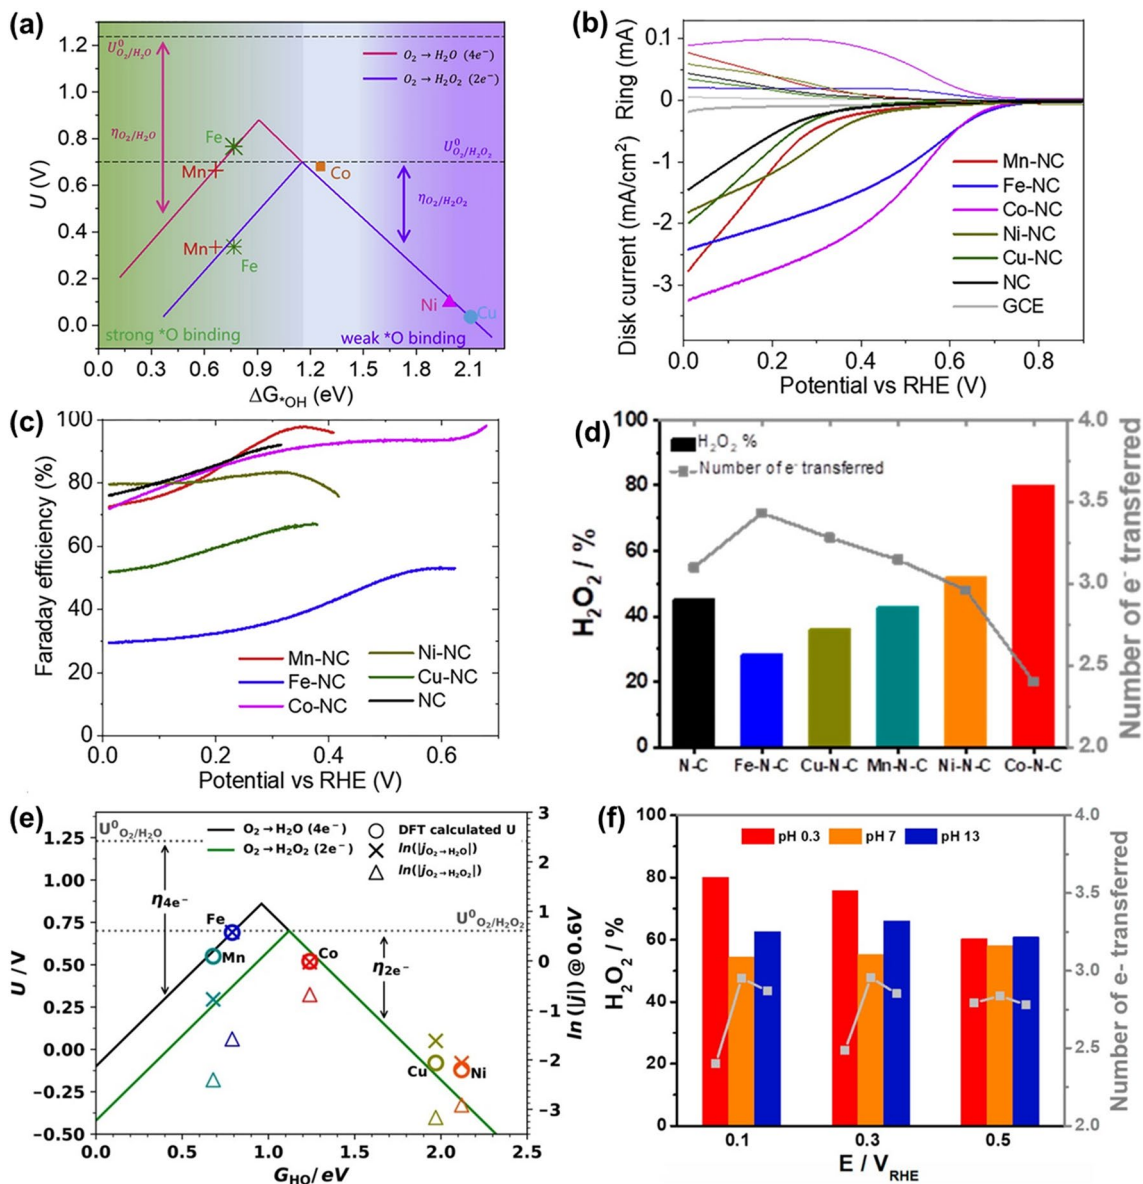 (a)
1.2
1.0
0.8
0.6
0.4
0.2
0.0
U (V)
U⁰O₂/H₂O
ηO₂/H₂O
O₂→H₂O (4e⁻)
O₂→H₂O₂ (2e⁻)
U⁰O₂/H₂O₂
ηO₂/H₂O₂
Fe
Mn
Co
Mn
Fe
Ni
Cu
strong *O binding
weak *O binding
0.0 0.3 0.6 0.9 1.2 1.5 1.8 2.1
ΔG*OH (eV)
(b)
Ring (mA)
Disk current (mA/cm²)
0.1
0
-1
-2
-3
Mn-NC
Fe-NC
Co-NC
Ni-NC
Cu-NC
NC
GCE
0.0 0.2 0.4 0.6 0.8
Potential vs RHE (V)
(c)
Faraday efficiency (%)
100
80
60
40
20
0
Mn-NC
Fe-NC
Co-NC
Ni-NC
Cu-NC
NC
0.0 0.2 0.4 0.6
Potential vs RHE (V)
(d)
H₂O₂ / %
100
80
60
40
20
0
H₂O₂ %
Number of e⁻ transferred
4.0
3.5
3.0
2.5
2.0
Number of e⁻ transferred
N-C Fe-N-C Cu-N-C Mn-N-C Ni-N-C Co-N-C
(e)
U / V
1.25
1.00
0.75
0.50
0.25
0.00
−0.25
−0.50
U⁰O₂/H₂O
O₂→H₂O (4e⁻)
O₂→H₂O₂ (2e⁻)
DFT calculated U
ln(|jO₂→H₂O|)
ln(|jO₂→H₂O₂|)
η4e⁻
U⁰O₂/H₂O₂
η2e⁻
Fe
Mn
Co
Cu
Ni
3
2
1
0
−1
−2
−3
ln(|j|) @ 0.6V
0.0 0.5 1.0 1.5 2.0 2.5
GHO/ eV
(f)
H₂O₂ / %
100
80
60
40
20
0
pH 0.3 pH 7 pH 13
4.0
3.5
3.0
2.5
2.0
Number of e- transferred
0.1 0.3 0.5
E / VRHE